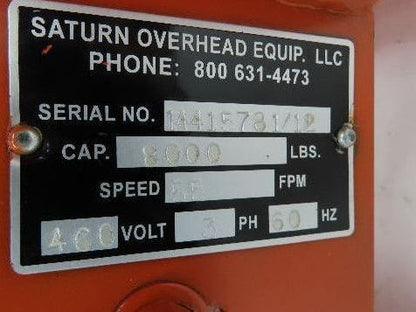 SATURN OVERHEAD EQUIP. LLC
PHONE: 800 631-4473
SERIAL NO. 14415781/12
CAP. 8000 LBS.
SPEED FPM
460 VOLT 3 PH 60 HZ